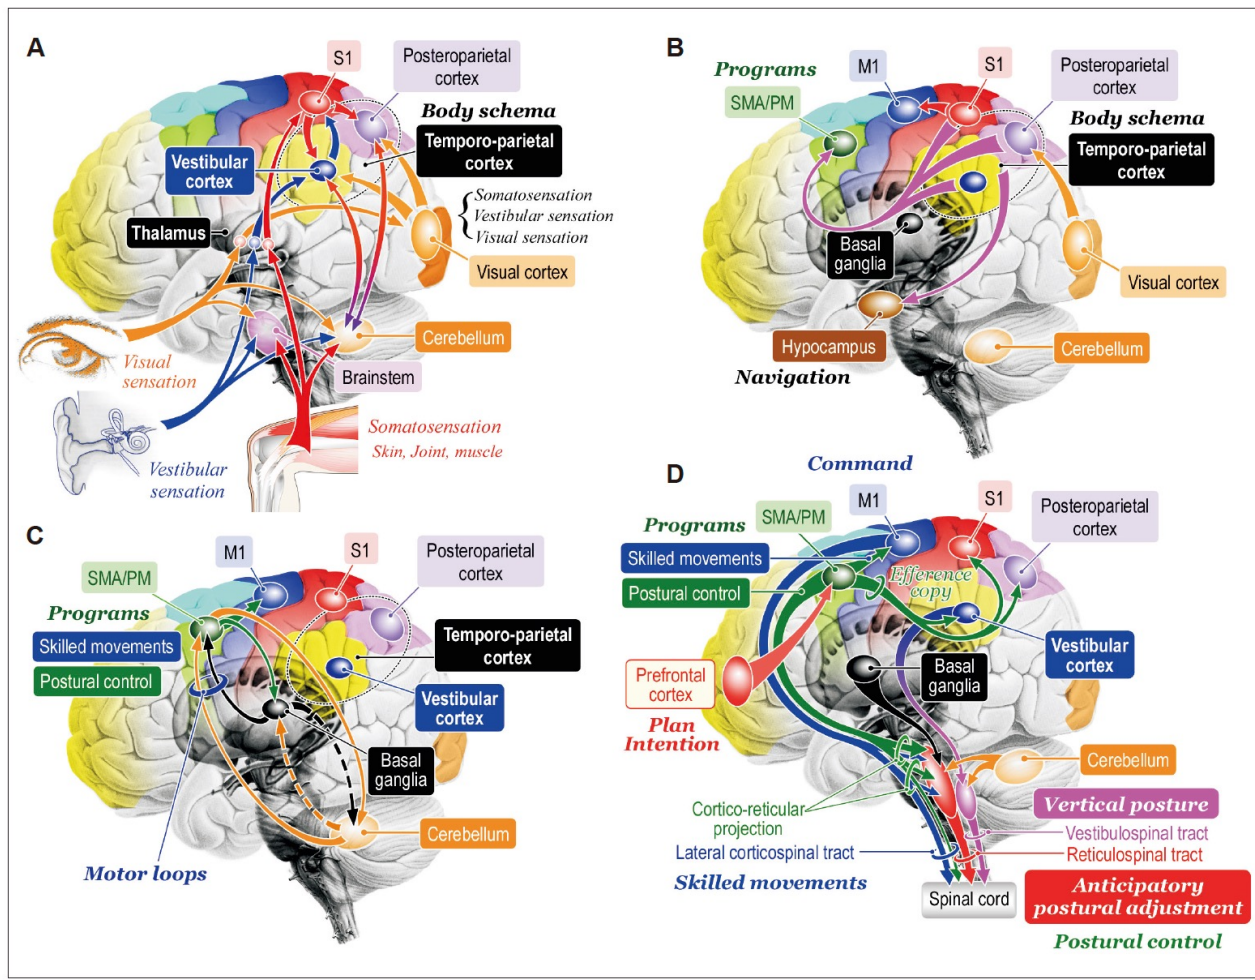 A
S1
Posteroparietal
cortex
Body schema
Temporo-parietal
cortex
Vestibular
cortex
Somatosensation
Vestibular sensation
Visual sensation
Thalamus
Visual cortex
Cerebellum
Visual
sensation
Brainstem
Somatosensation
Skin, Joint, muscle
Vestibular
sensation
B
Programs
M1
S1
Posteroparietal
cortex
SMA/PM
Body schema
Temporo-parietal
cortex
Basal
ganglia
Visual cortex
Hypocampus
Cerebellum
Navigation
C
M1
S1
Posteroparietal
cortex
SMA/PM
Programs
Skilled movements
Postural control
Temporo-parietal
cortex
Vestibular
cortex
Basal
ganglia
Cerebellum
Motor loops
Command
D
M1
S1
SMA/PM
Posteroparietal
cortex
Programs
Skilled movements
Postural control
Efference
copy
Vestibular
cortex
Prefrontal
cortex
Basal
ganglia
Plan
Intention
Cerebellum
Vertical posture
Cortico-reticular
projection
Vestibulospinal tract
Lateral corticospinal tract
Reticulospinal tract
Skilled movements
Spinal cord
Anticipatory
postural adjustment
Postural control